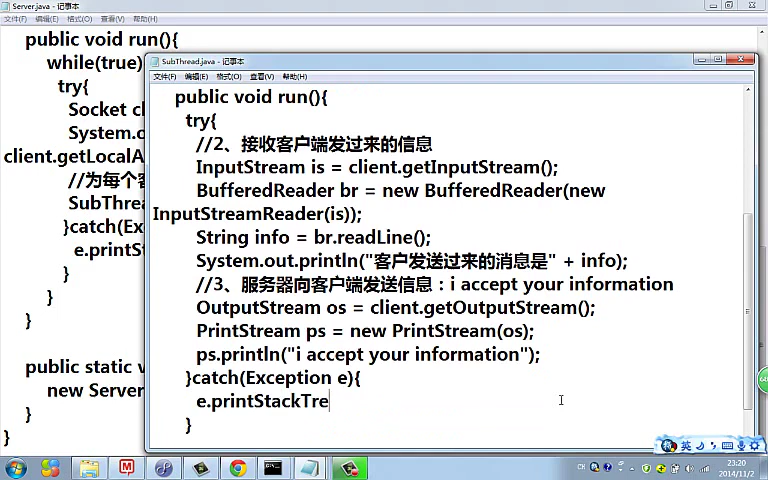 Server.java - 记事本
文件(F) 编辑(E) 格式(O) 查看(V) 帮助(H)
public void run(){
while(true)
try{
Socket cl
System.o
client.getLocalA
//为每个客
SubThrea
}catch(Ex
e.printSt
}
}
}
public static v
new Server
}
}
SubThread.java - 记事本
文件(F) 编辑(E) 格式(O) 查看(V) 帮助(H)
public void run(){
try{
//2、接收客户端发过来的信息
InputStream is = client.getInputStream();
BufferedReader br = new BufferedReader(new
InputStreamReader(is));
String info = br.readLine();
System.out.println("客户发送过来的消息是" + info);
//3、服务器向客户端发送信息：i accept your information
OutputStream os = client.getOutputStream();
PrintStream ps = new PrintStream(os);
ps.println("i accept your information");
}catch(Exception e){
e.printStackTre
}
英
CH
23:20
2014/11/2